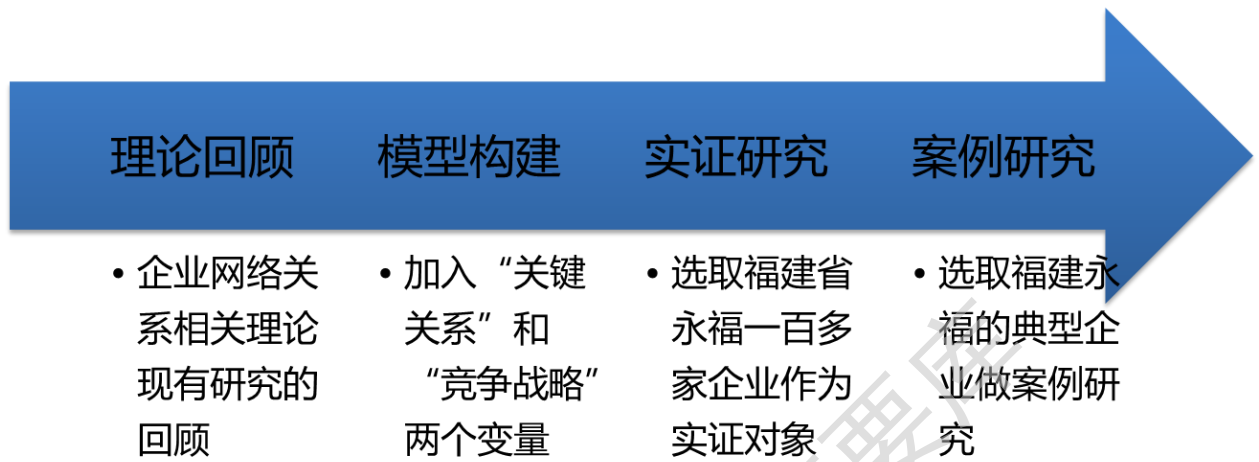 理论回顾 模型构建 实证研究 案例研究
• 企业网络关
系相关理论
现有研究的
回顾
• 加入“关键
关系”和
“竞争战略”
两个变量
• 选取福建省
永福一百多
家企业作为
实证对象
• 选取福建永
福的典型企
业做案例研
究
要库